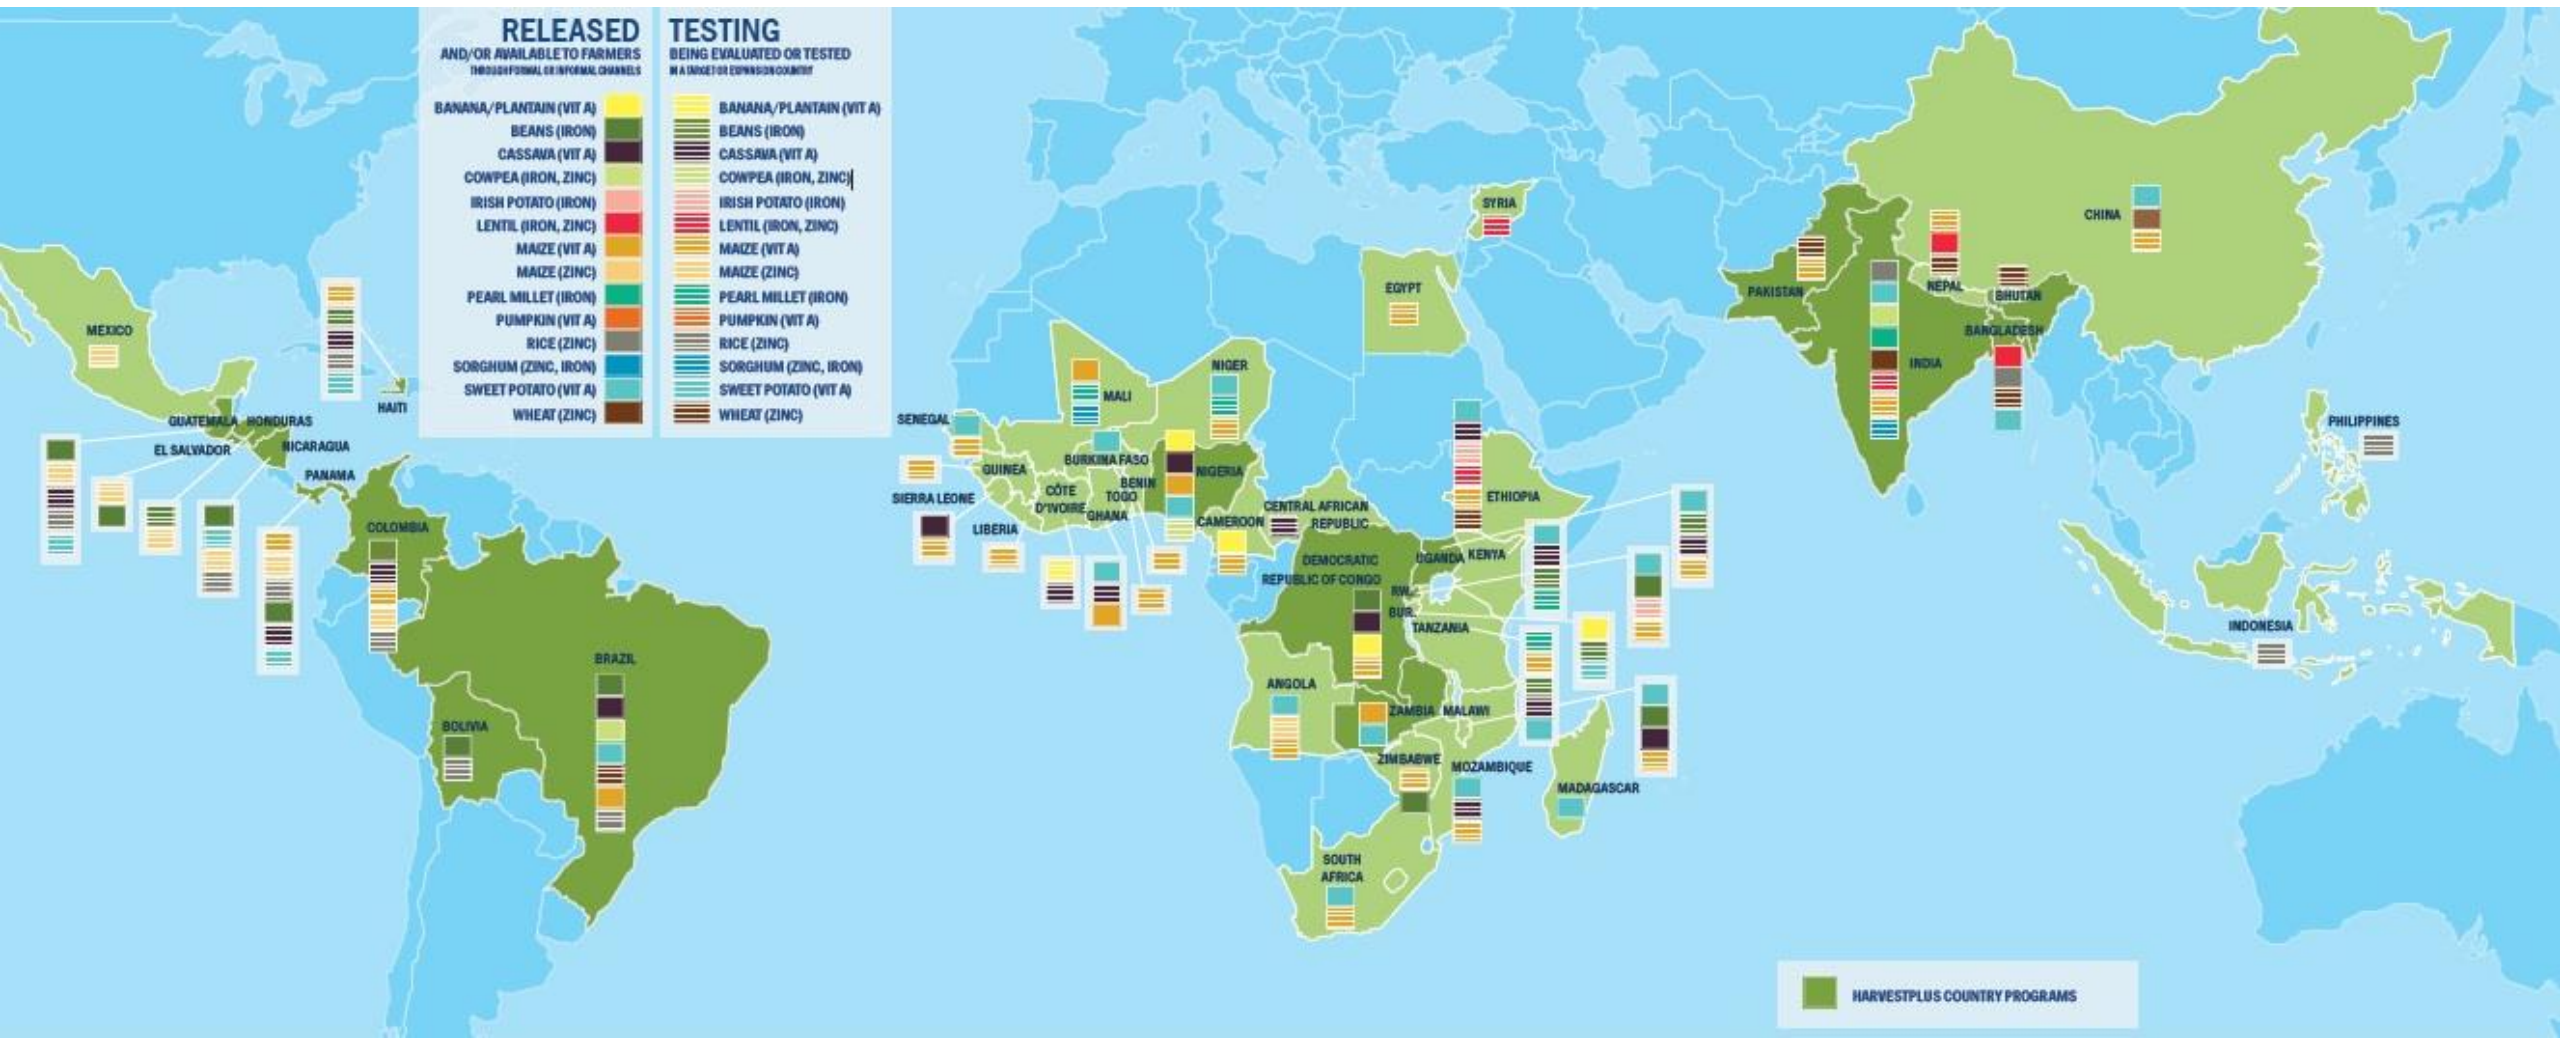 RELEASED
AND/OR AVAILABLE TO FARMERS
THROUGH FORMAL OR INFORMAL CHANNELS
BANANA/PLANTAIN (VIT A)
BEANS (IRON)
CASSAVA (VIT A)
COWPEA (IRON, ZINC)
IRISH POTATO (IRON)
LENTIL (IRON, ZINC)
MAIZE (VIT A)
MAIZE (ZINC)
PEARL MILLET (IRON)
PUMPKIN (VIT A)
RICE (ZINC)
SORGHUM (ZINC, IRON)
SWEET POTATO (VIT A)
WHEAT (ZINC)
TESTING
BEING EVALUATED OR TESTED
IN A TARGET OR EXPANSION COUNTRY
BANANA/PLANTAIN (VIT A)
BEANS (IRON)
CASSAVA (VIT A)
COWPEA (IRON, ZINC)
IRISH POTATO (IRON)
LENTIL (IRON, ZINC)
MAIZE (VIT A)
MAIZE (ZINC)
PEARL MILLET (IRON)
PUMPKIN (VIT A)
RICE (ZINC)
SORGHUM (ZINC, IRON)
SWEET POTATO (VIT A)
WHEAT (ZINC)
MEXICO
HAITI
GUATEMALA
HONDURAS
EL SALVADOR
NICARAGUA
PANAMA
COLOMBIA
BRAZIL
BOLIVIA
SYRIA
EGYPT
MALI
NIGER
SENEGAL
GUINEA
BURKINA FASO
BENIN
NIGERIA
SIERRA LEONE
CÔTE
D'IVOIRE
TOGO
GHANA
LIBERIA
CAMEROON
CENTRAL AFRICAN
REPUBLIC
ETHIOPIA
DEMOCRATIC
REPUBLIC OF CONGO
UGANDA
KENYA
RW.
BUR.
TANZANIA
ANGOLA
ZAMBIA
MALAWI
ZIMBABWE
MOZAMBIQUE
MADAGASCAR
SOUTH
AFRICA
PAKISTAN
INDIA
NEPAL
BHUTAN
BANGLADESH
CHINA
PHILIPPINES
INDONESIA
HARVESTPLUS COUNTRY PROGRAMS